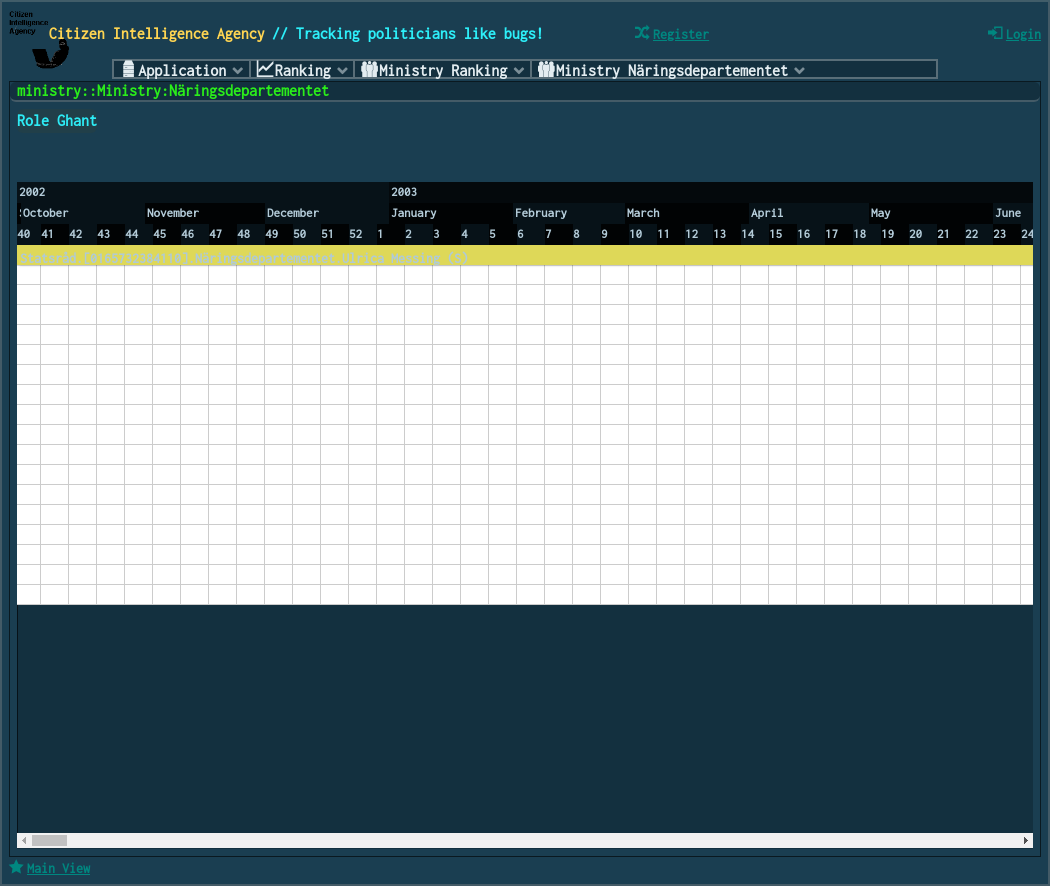 Citizen
Intelligence
Agency
Citizen Intelligence Agency // Tracking politicians like bugs!
Register
Login
Application Ranking Ministry Ranking Ministry Näringsdepartementet
ministry::Ministry:Näringsdepartementet
Role Ghant
2002 2003
October November December January February March April May June
40 41 42 43 44 45 46 47 48 49 50 51 52 1 2 3 4 5 6 7 8 9 10 11 12 13 14 15 16 17 18 19 20 21 22 23 24
Näringsdepartementet.Ulrica Messing
Main View